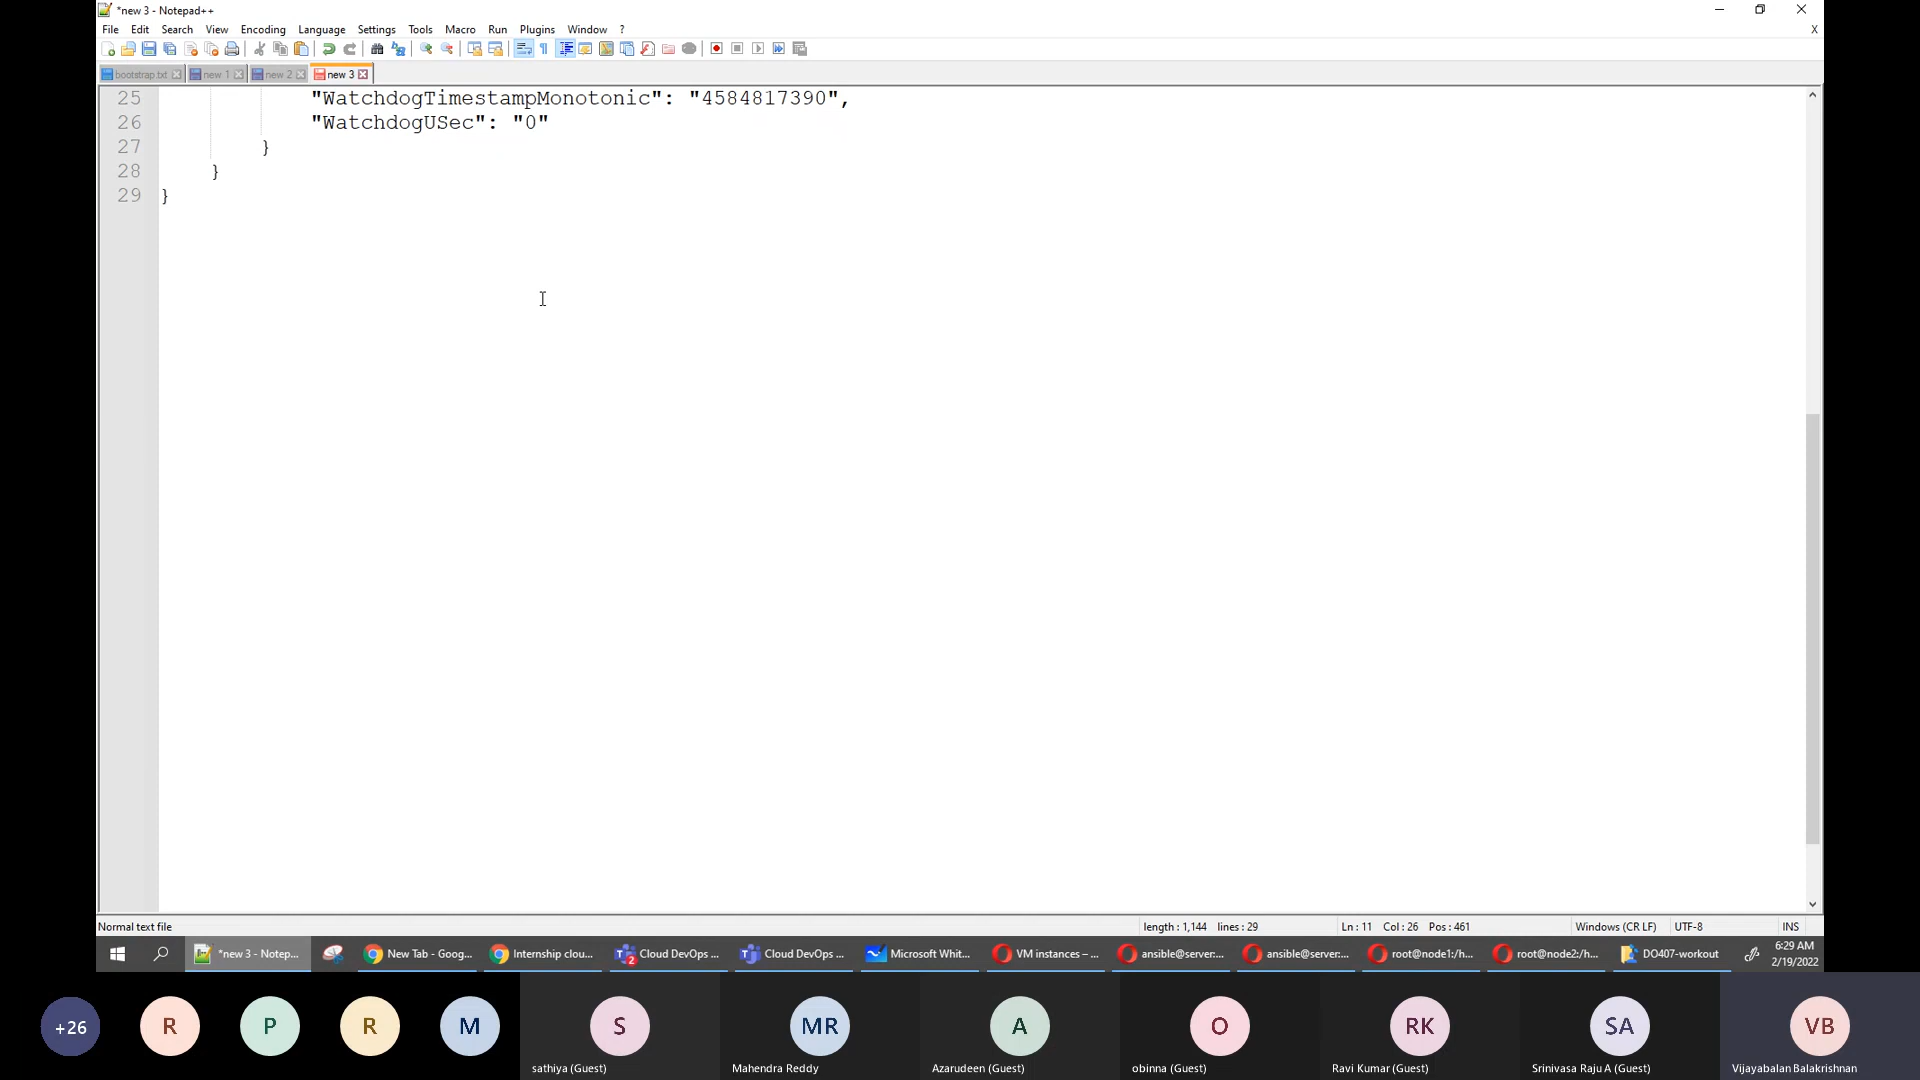 *new 3 - Notepad++
File Edit Search View Encoding Language Settings Tools Macro Run Plugins Window ? X
bootstrap.txt new 1 new 2 new 3
25 "WatchdogTimestampMonotonic": "4584817390",
26 "WatchdogUSec": "0"
27 }
28 }
29 }
Normal text file length : 1,144 lines : 29 Ln : 11 Col : 26 Pos : 461 Windows (CR LF) UTF-8 INS
*new 3 - Notep... New Tab - Goog... Internship clou... 2 Cloud DevOps ... Cloud DevOps ... Microsoft Whit... VM instances – ... ansible@server:... ansible@server:... root@node1:/h... root@node2:/h... DO407-workout 6:29 AM
2/19/2022
+26 R P R M S MR A O RK SA VB
sathiya (Guest) Mahendra Reddy Azarudeen (Guest) obinna (Guest) Ravi Kumar (Guest) Srinivasa Raju A (Guest) Vijayabalan Balakrishnan